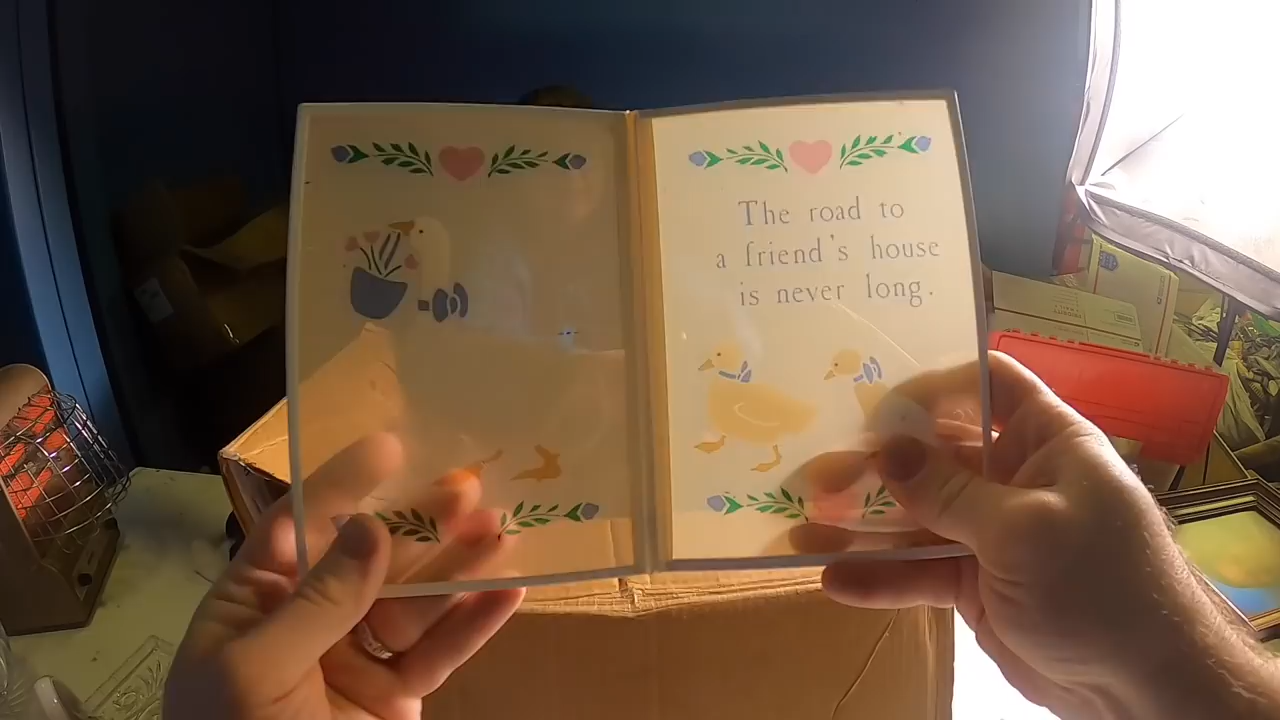 The road to
a friend's house
is never long.